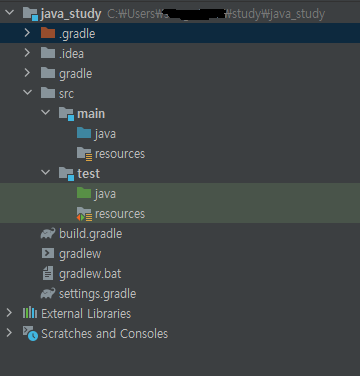 java_study C:₩Users₩ ₩study₩java_study
.gradle
.idea
gradle
src
main
java
resources
test
java
resources
build.gradle
gradlew
gradlew.bat
settings.gradle
External Libraries
Scratches and Consoles